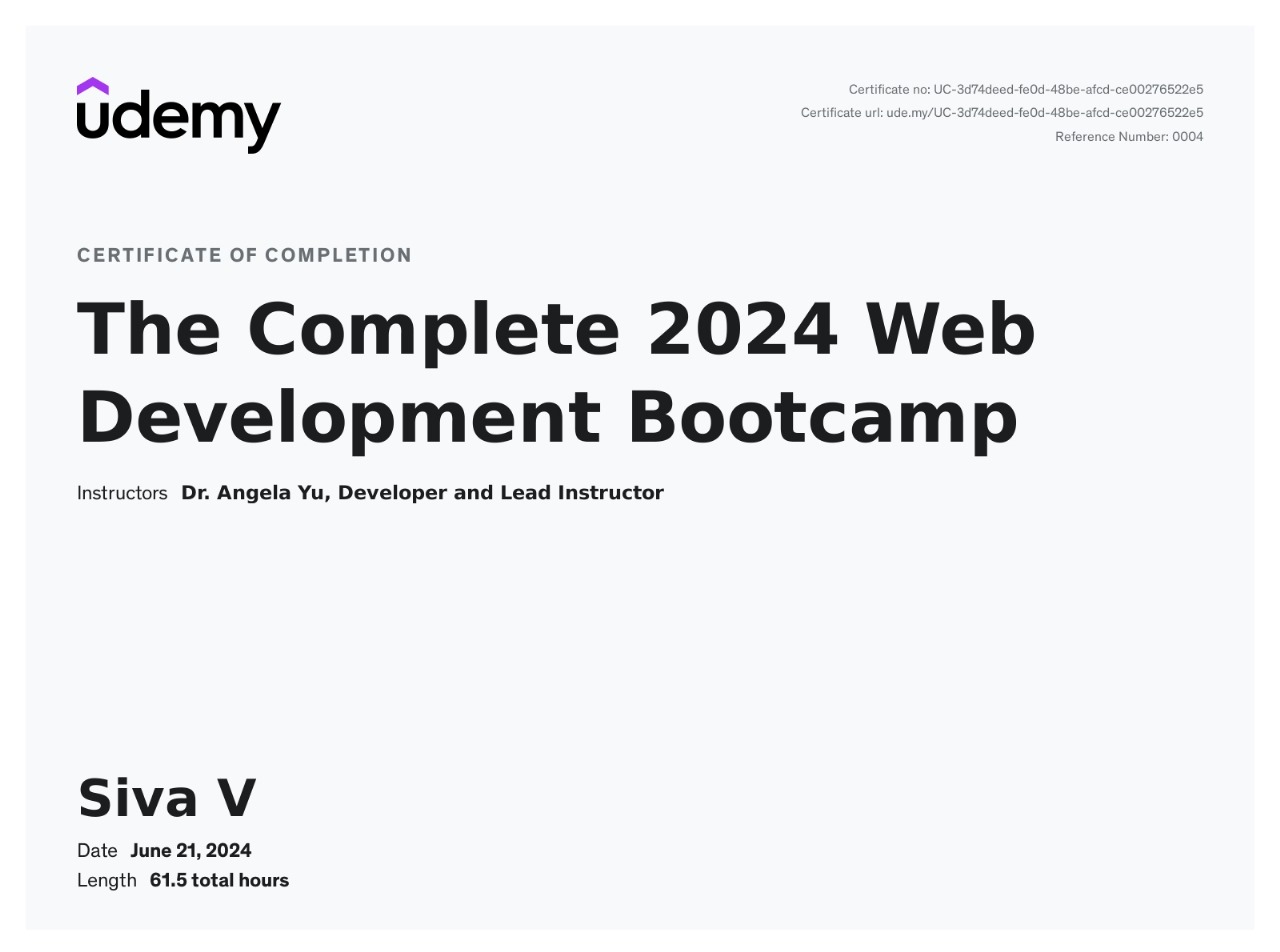 udemy
Certificate no: UC-3d74deed-fe0d-48be-afcd-ce00276522e5
Certificate url: ude.my/UC-3d74deed-fe0d-48be-afcd-ce00276522e5
Reference Number: 0004
CERTIFICATE OF COMPLETION
The Complete 2024 Web
Development Bootcamp
Instructors Dr. Angela Yu, Developer and Lead Instructor
Siva V
Date June 21, 2024
Length 61.5 total hours